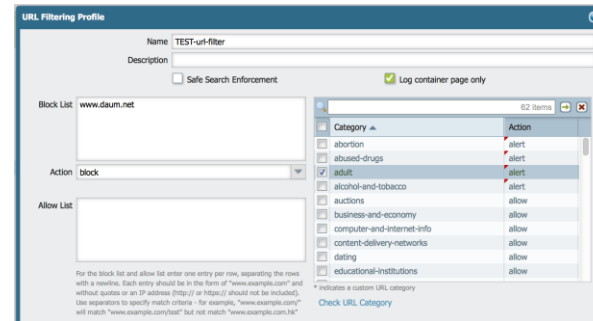 URL Filtering Profile
Name TEST-url-filter
Description
Safe Search Enforcement Log container page only
Block List www.daum.net
62 items
Category Action
abortion alert
abused-drugs alert
adult alert
alcohol-and-tobacco alert
Action block
auctions allow
Allow List
business-and-economy allow
computer-and-internet-info allow
content-delivery-networks allow
dating allow
educational-institutions allow
* indicates a custom URL category
Check URL Category
For the block list and allow list enter one entry per row, separating the rows
with a newline. Each entry should be in the form of "www.example.com" and
without quotes or an IP address (http:// or https:// should not be included).
Use separators to specify match criteria - for example, "www.example.com/"
will match "www.example.com/test" but not match "www.example.com.hk"